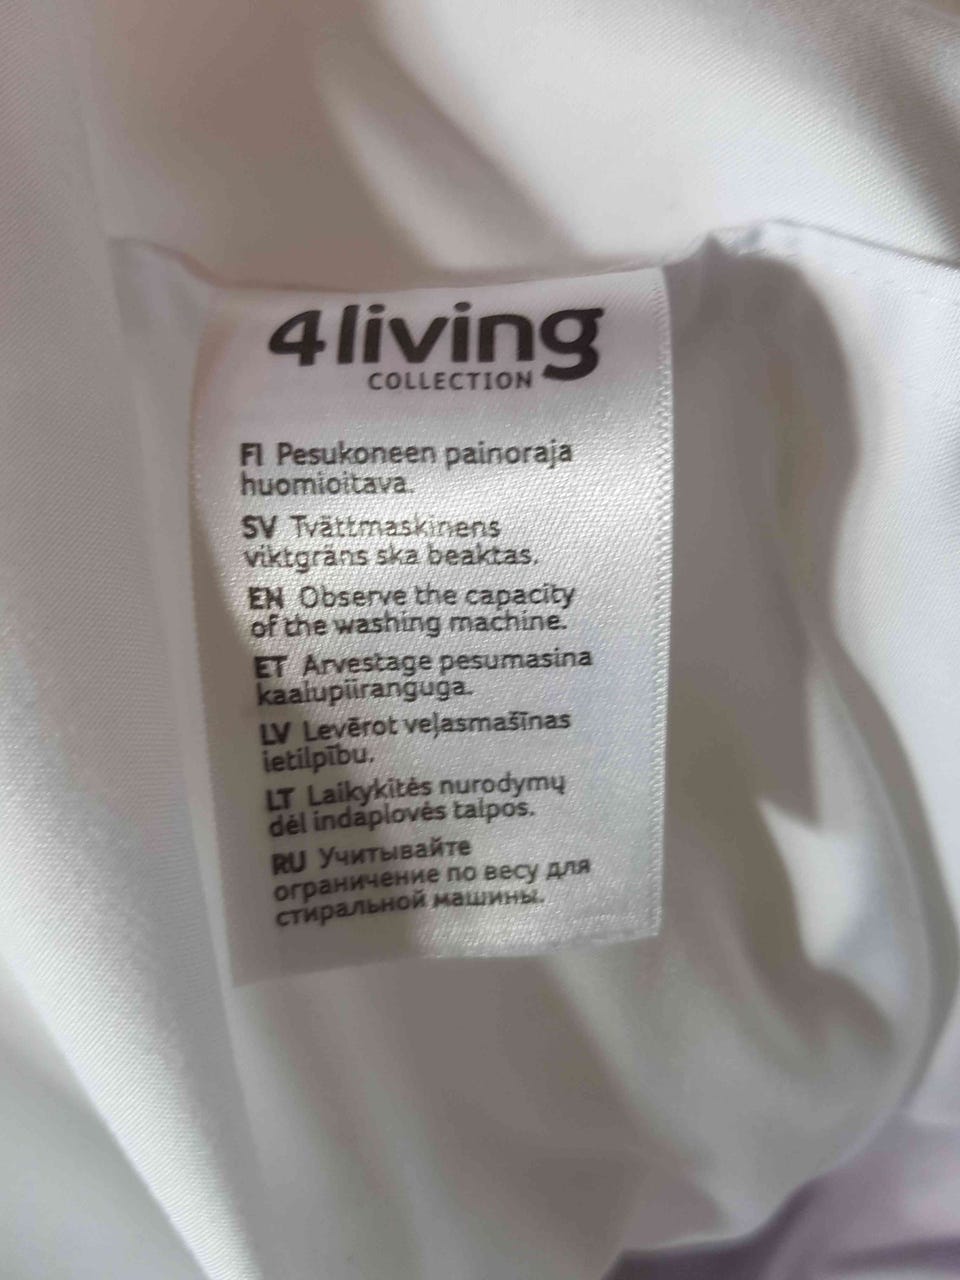 4living
COLLECTION
FI Pesukoneen painoraja
huomioitava.
SV Tvättmaskinens
viktgräns ska beaktas.
EN Observe the capacity
of the washing machine.
ET Arvestage pesumasina
kaalupiiranguga.
LV Levērot veļasmašīnas
ietilpību.
LT Laikykitės nurodymų
dėl indaplovės talpos.
RU Учитывайте
ограничение по весу для
стиральной машины.